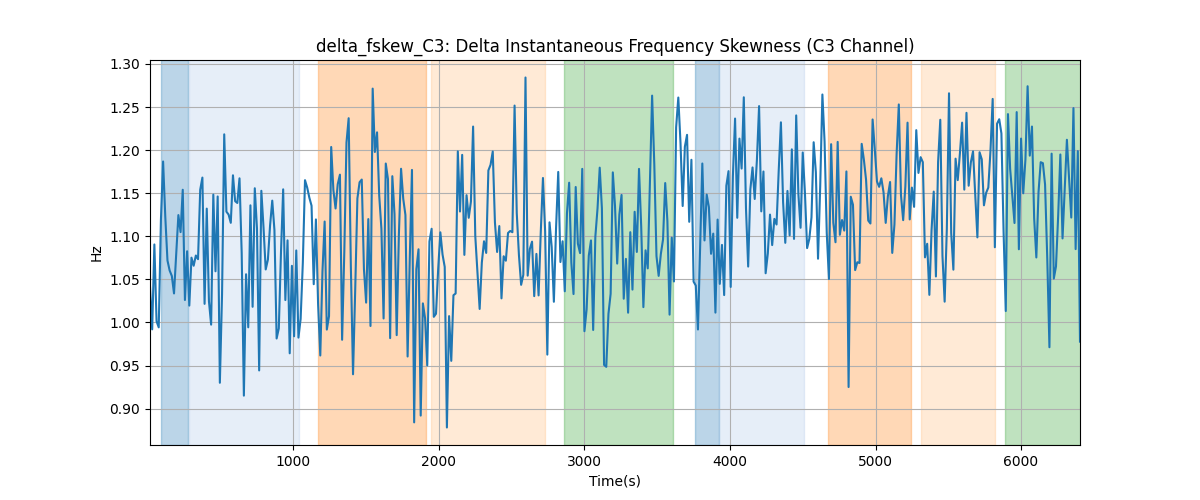 delta_fskew_C3: Delta Instantaneous Frequency Skewness (C3 Channel)
1.30
1.25
1.20
1.15
1.10
1.05
1.00
0.95
0.90
Hz
1000 2000 3000 4000 5000 6000
Time(s)